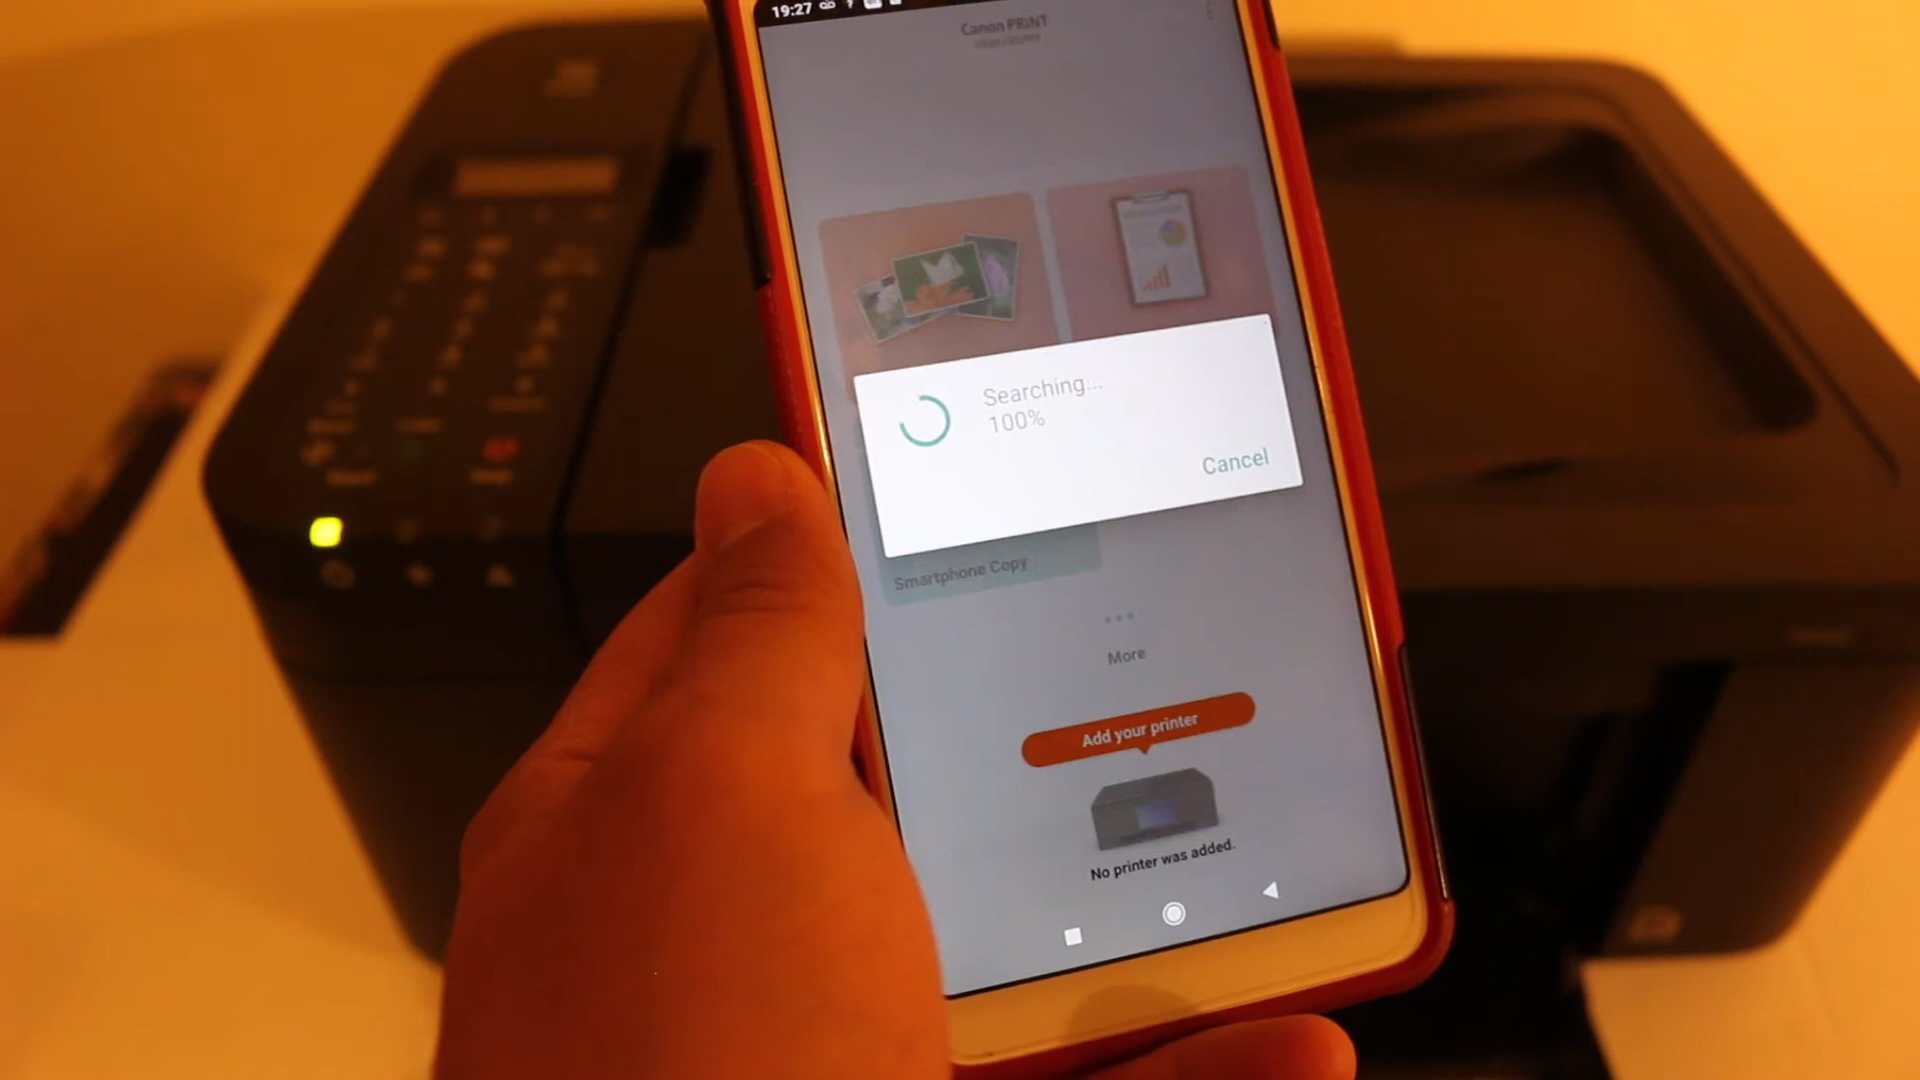 19:27
Canon PRINT
Searching...
100%
Cancel
Smartphone Copy
More
Add your printer
No printer was added.